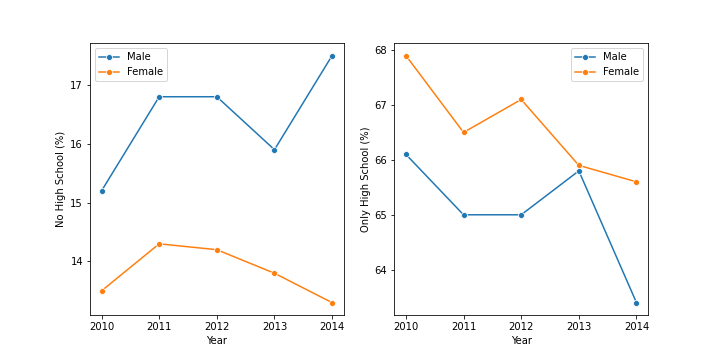 Male
Female
17
16
15
14
No High School (%)
2010 2011 2012 2013 2014
Year
Male
Female
68
67
66
65
64
Only High School (%)
2010 2011 2012 2013 2014
Year